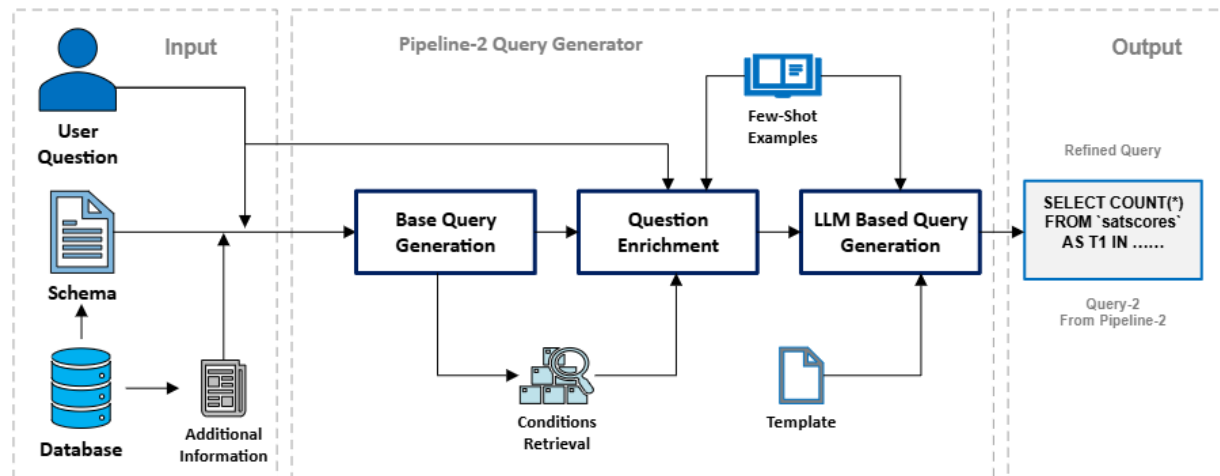 Input
User
Question
Schema
Database
Additional
Information
Pipeline-2 Query Generator
Few-Shot
Examples
Base Query
Generation
Question
Enrichment
LLM Based Query
Generation
Conditions
Retrieval
Template
Output
Refined Query
SELECT COUNT(*)
FROM `satscores`
AS T1 IN ......
Query-2
From Pipeline-2